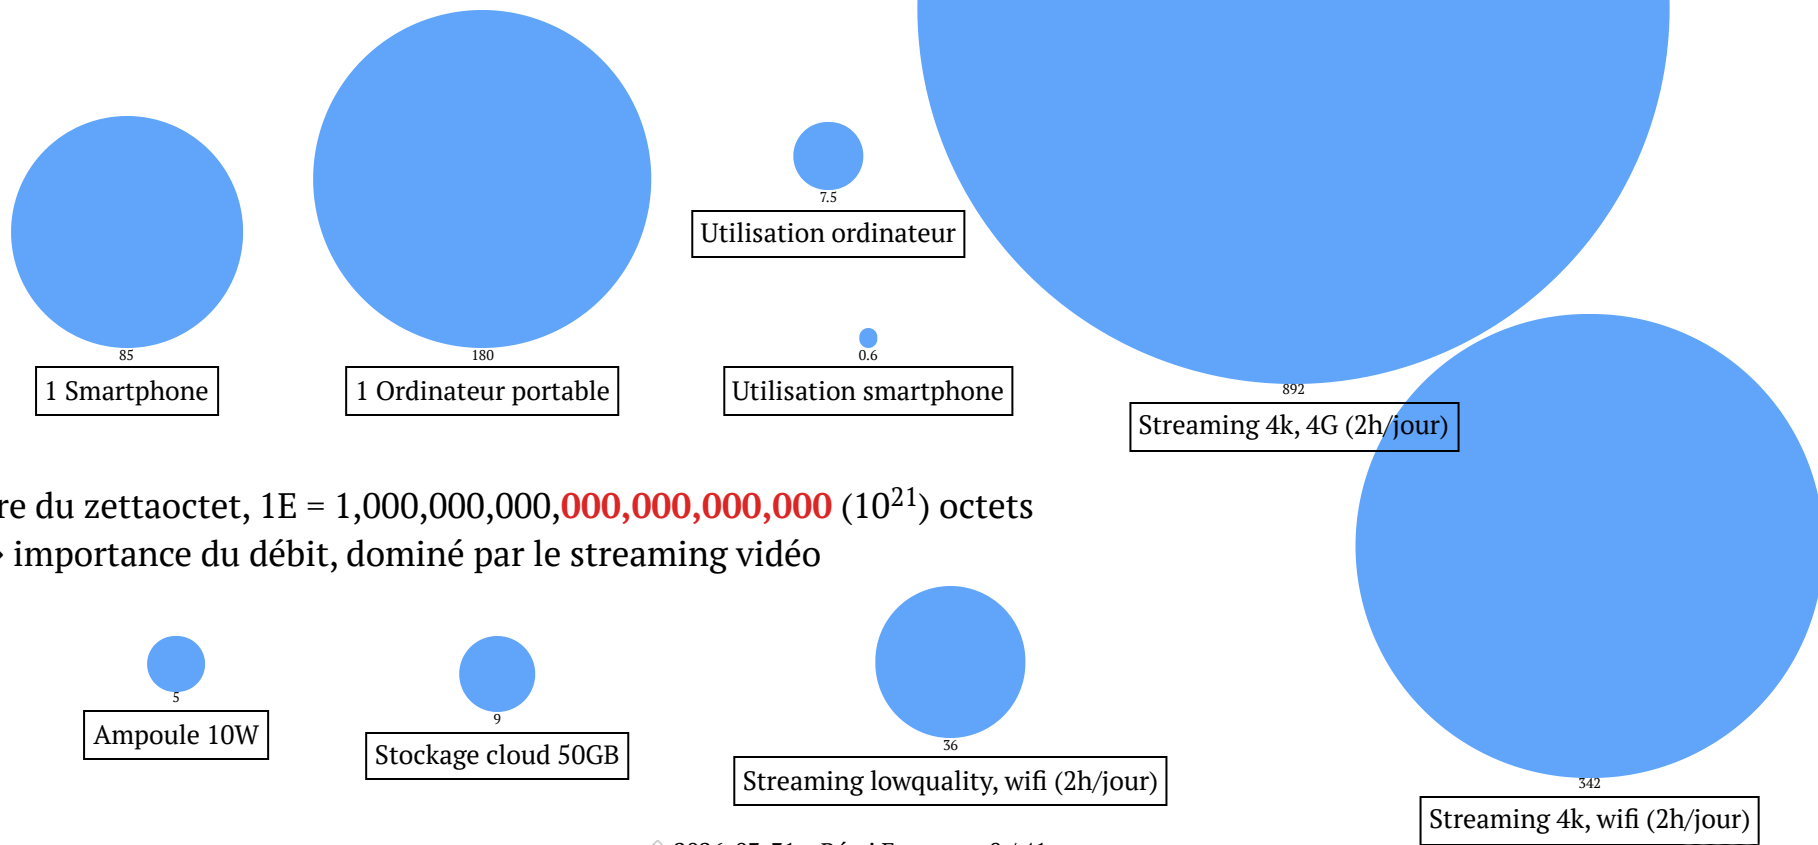 7.5
Utilisation ordinateur
85
1 Smartphone
180
1 Ordinateur portable
0.6
Utilisation smartphone
892
Streaming 4k, 4G (2h/jour)
re du zettaoctet, 1E = 1,000,000,000,000,000,000,000 (10²¹) octets
importance du débit, dominé par le streaming vidéo
5
Ampoule 10W
9
Stockage cloud 50GB
36
Streaming lowquality, wifi (2h/jour)
342
Streaming 4k, wifi (2h/jour)